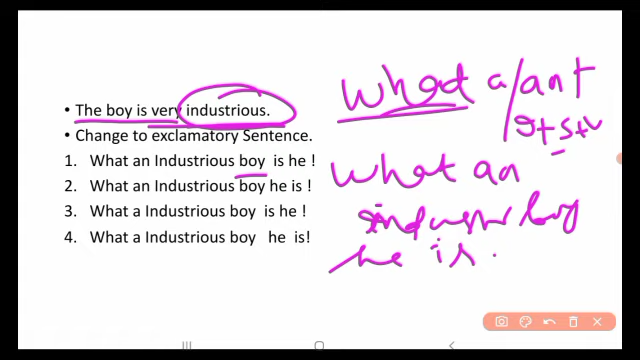 • The boy is very industrious.
• Change to exclamatory Sentence.
1. What an Industrious boy is he !
2. What an Industrious boy he is !
3. What a Industrious boy is he !
4. What a Industrious boy he is!
What a/an +
+ S + V
What an
boy
he is.